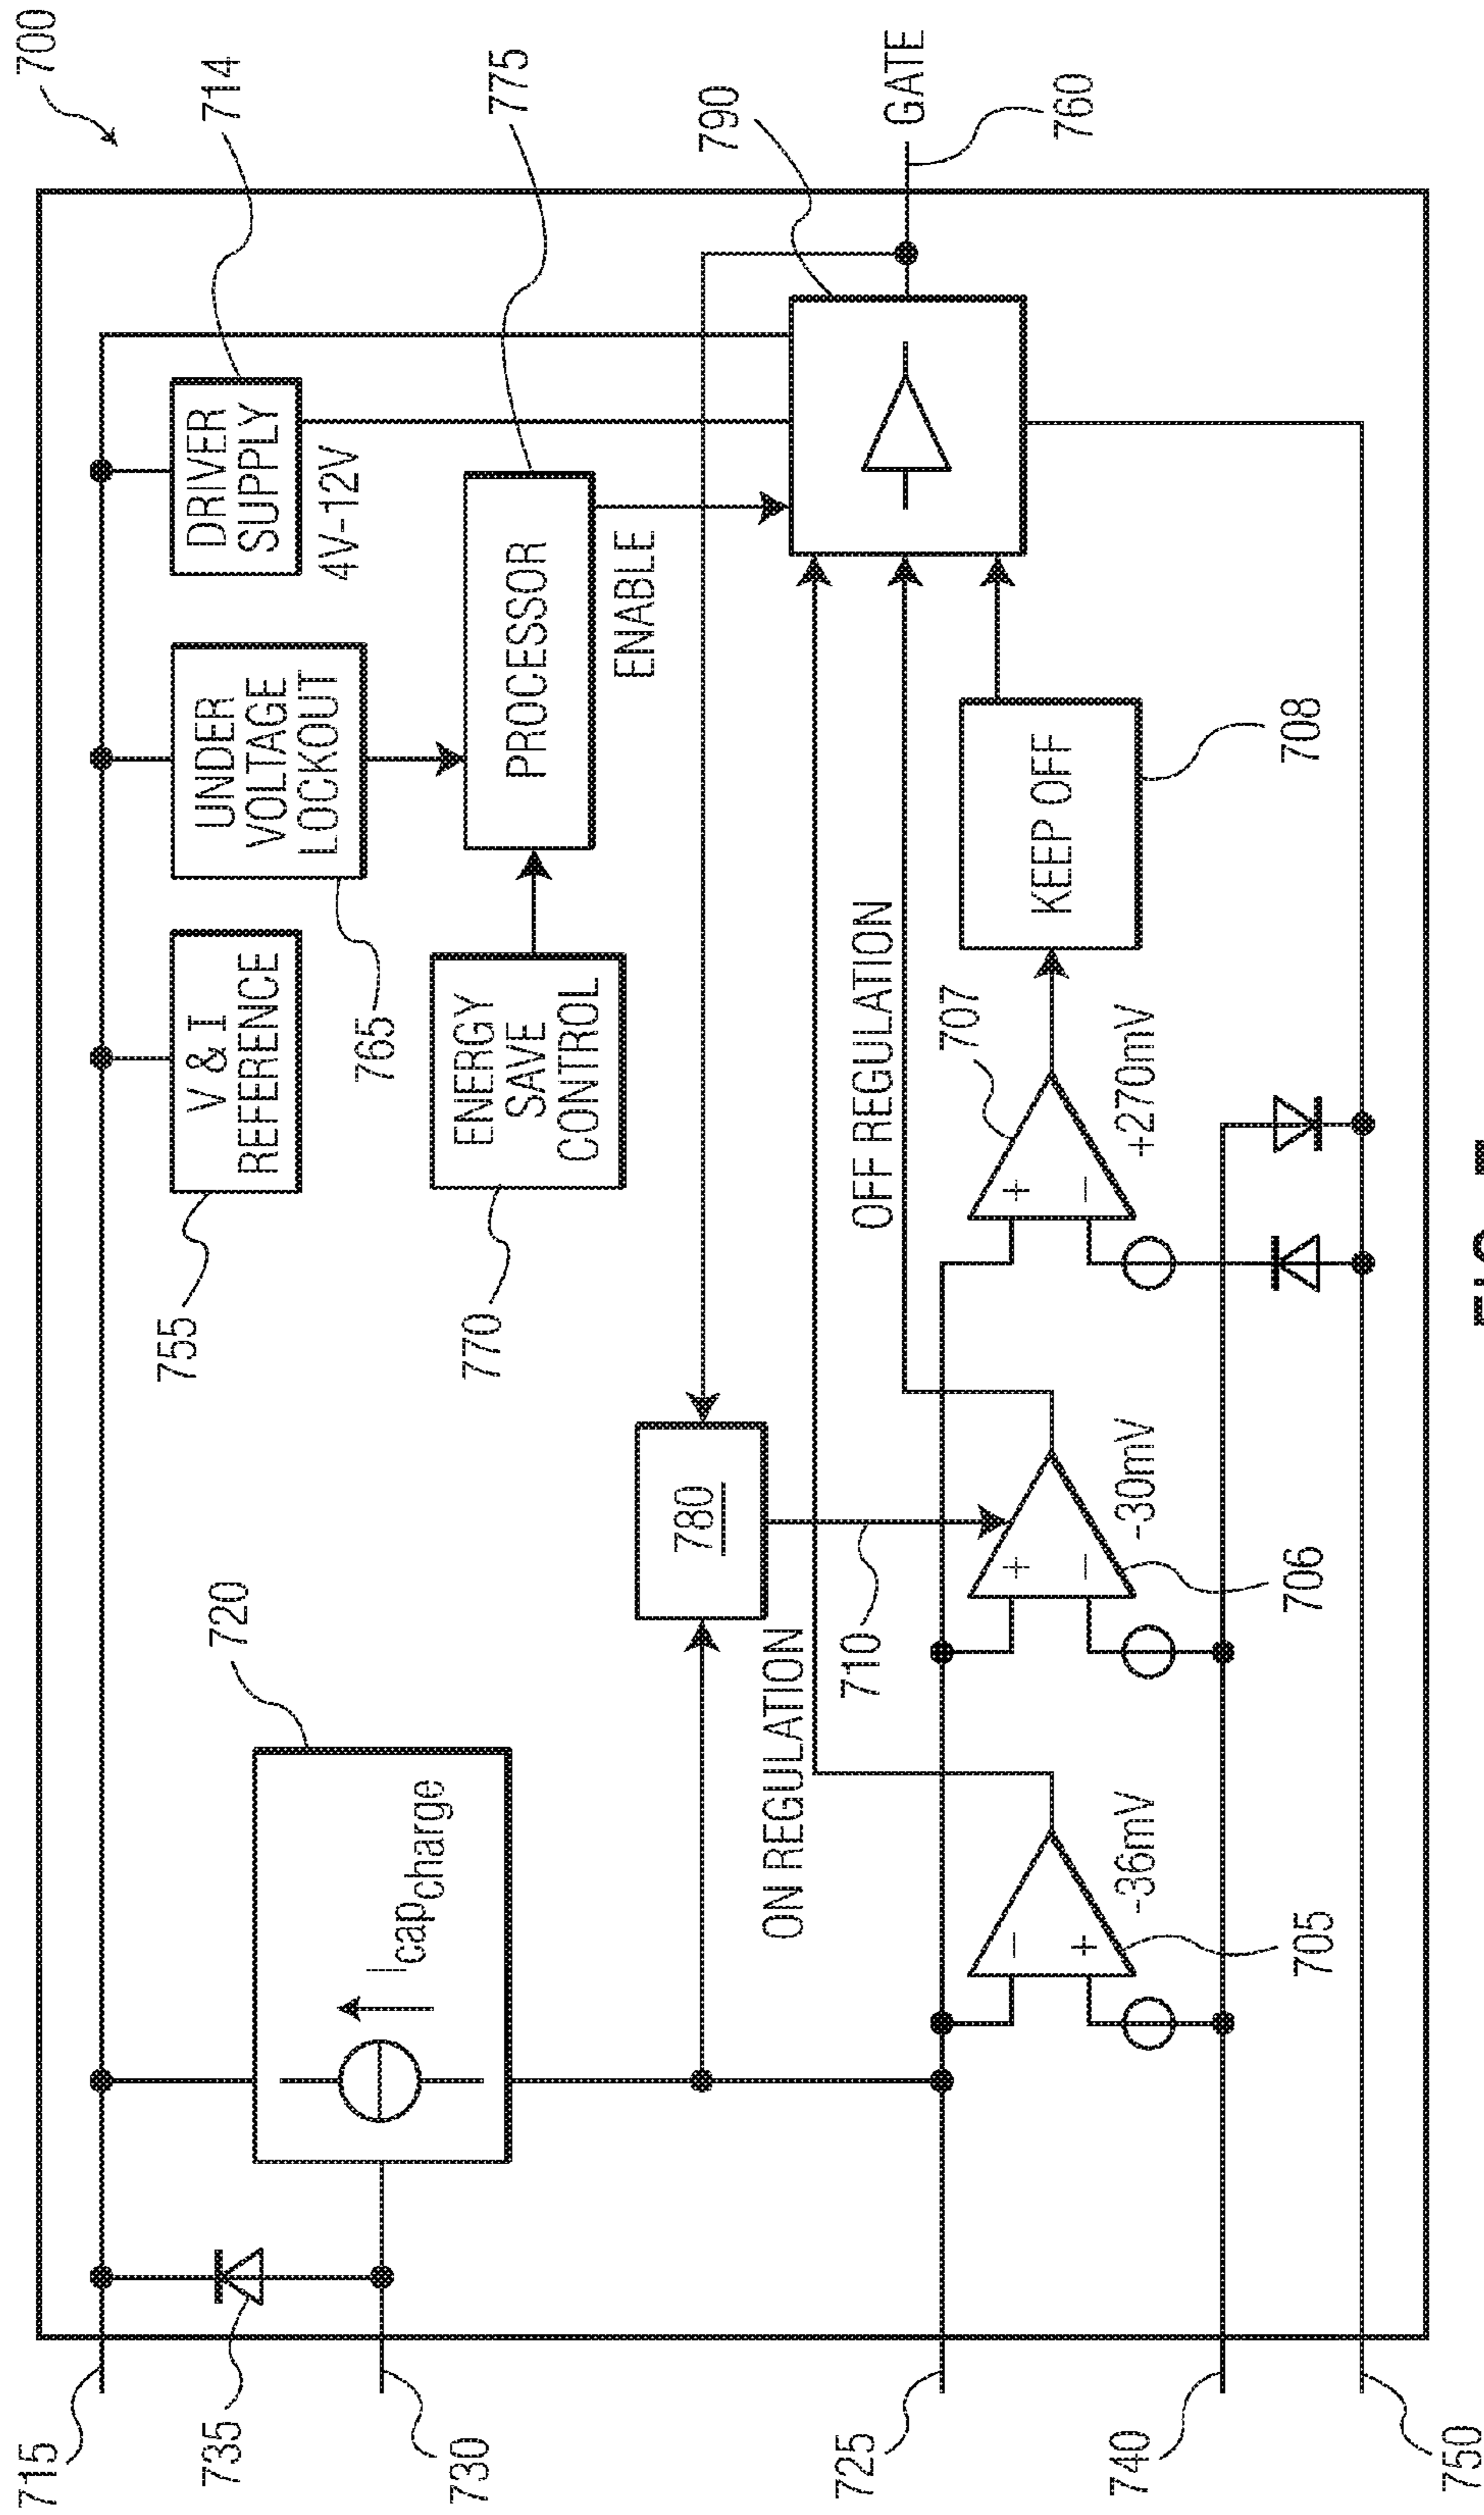 700
715
735
730
720
Icapcharge
755
V & I
REFERENCE
765
UNDER
VOLTAGE
LOCKOUT
DRIVER
SUPPLY
714
4V-12V
770
ENERGY
SAVE
CONTROL
PROCESSOR
775
ENABLE
780
790
GATE
760
ON REGULATION
710
OFF REGULATION
725
-
+
-36mV
705
+
-
-30mV
706
+
-
+270mV
707
KEEP OFF
708
740
750